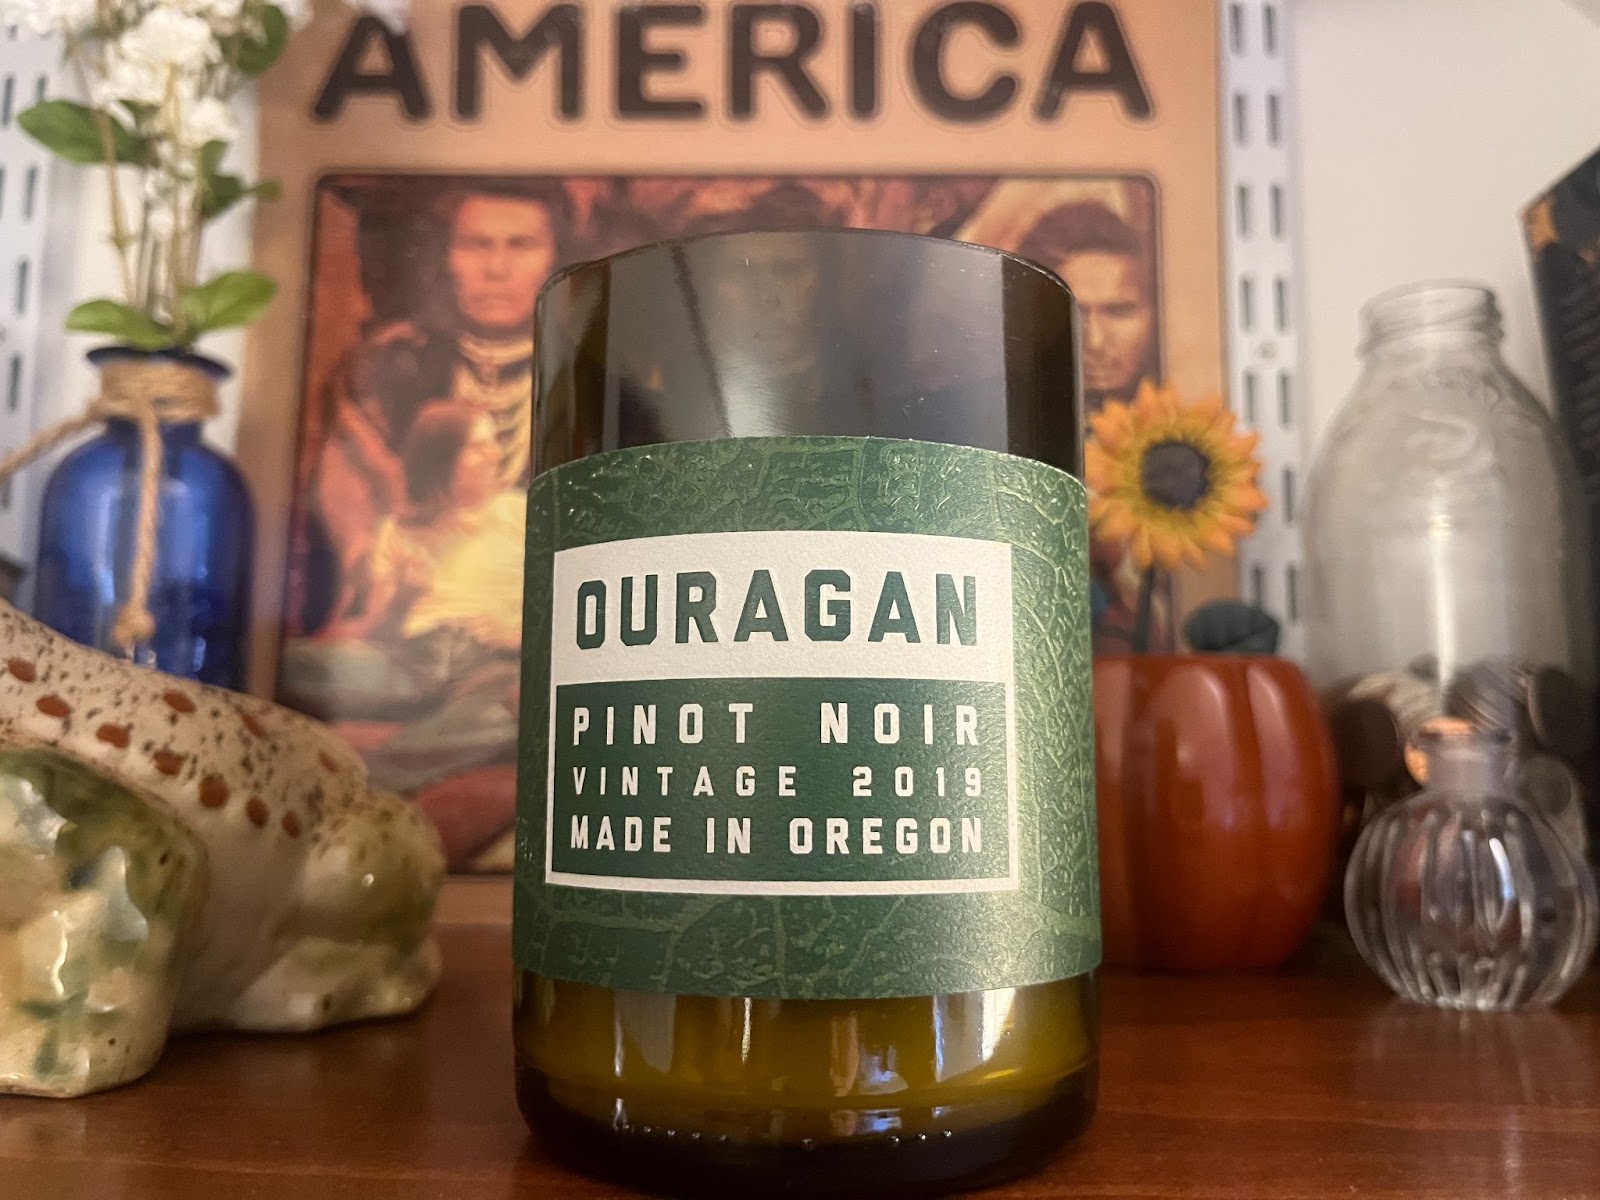 AMERICA
OURAGAN
PINOT NOIR
VINTAGE 2019
MADE IN OREGON